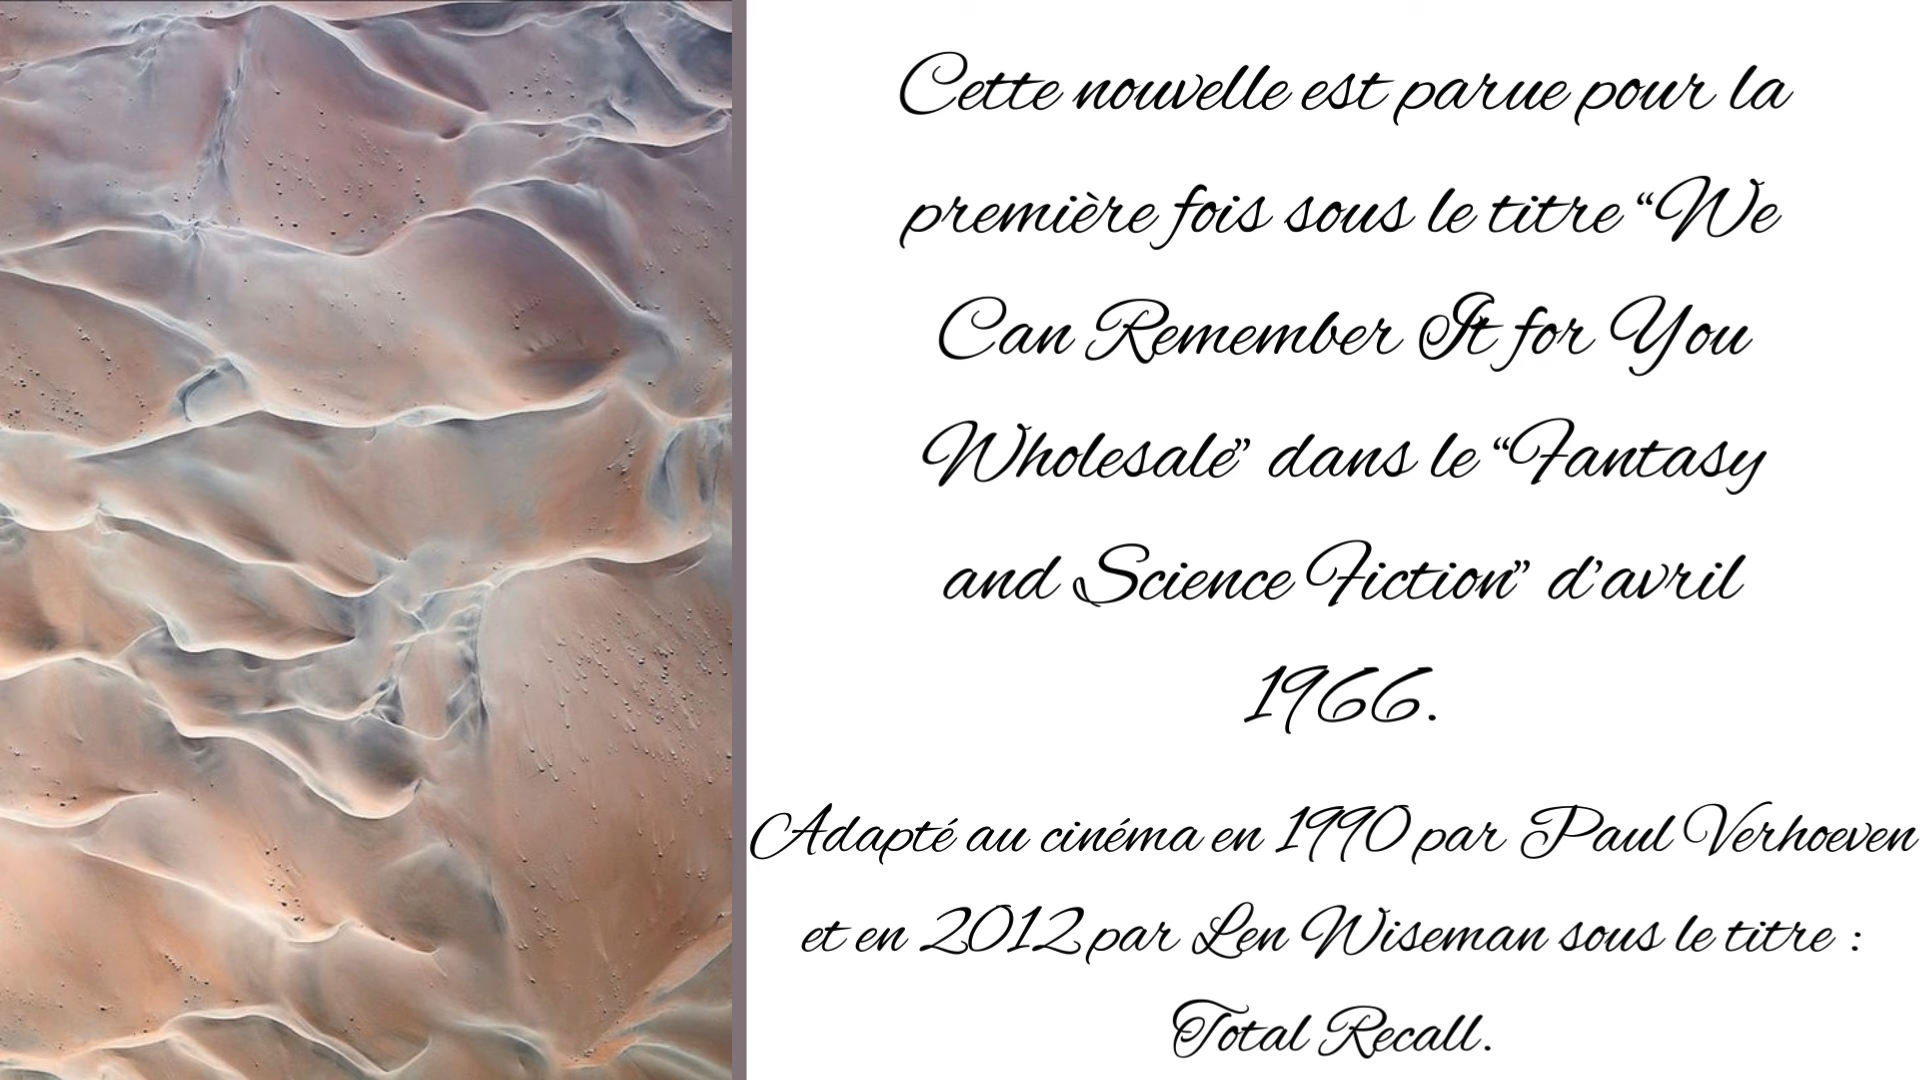 Cette nouvelle est parue pour la
première fois sous le titre “We
Can Remember It for You
Wholesale” dans le “Fantasy
and Science Fiction” d’avril
1966.
Adapté au cinéma en 1990 par Paul Verhoeven
et en 2012 par Len Wiseman sous le titre :
Total Recall.